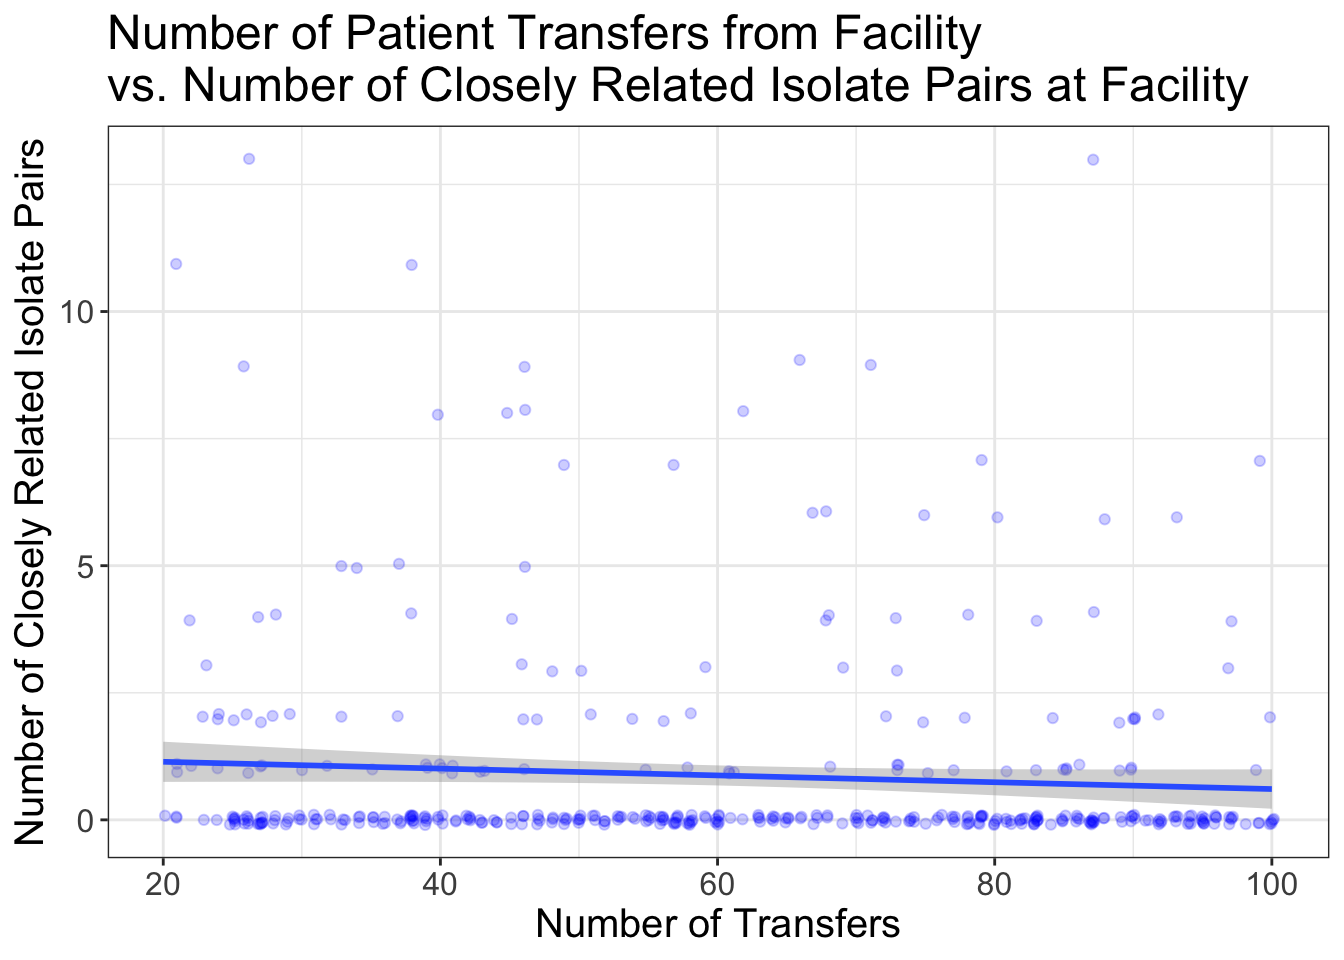 Number of Patient Transfers from Facility
vs. Number of Closely Related Isolate Pairs at Facility
Number of Closely Related Isolate Pairs
10
5
0
20 40 60 80 100
Number of Transfers